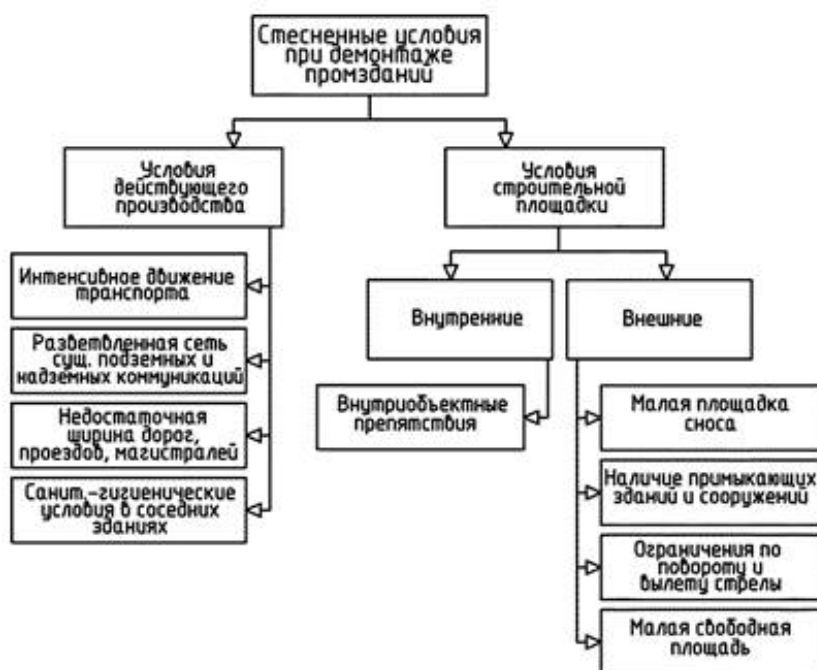 Стесненные условия
при демонтаже
промзданий
Условия
действующего
производства
Условия
строительной
площадки
Интенсивное движение
транспорта
Разветвленная сеть
сущ. подземных и
надземных коммуникаций
Недостаточная
ширина дорог,
проездов, магистралей
Санит.-гигиенические
условия в соседних
зданиях
Внутренние
Внешние
Внутриобъектные
препятствия
Малая площадка
сноса
Наличие примыкающих
зданий и сооружений
Ограничения по
повороту и
вылету стрелы
Малая свободная
площадь